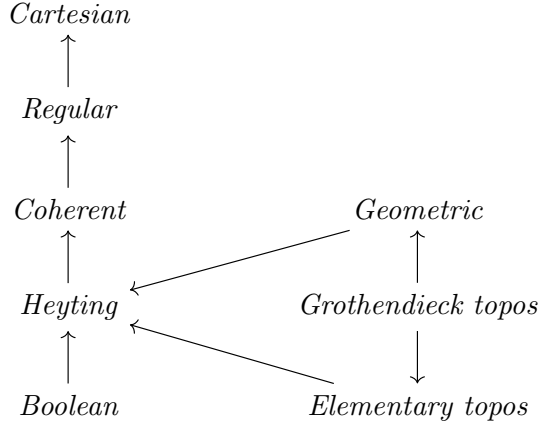 Cartesian
Regular
Coherent Geometric
Heyting Grothendieck topos
Boolean Elementary topos